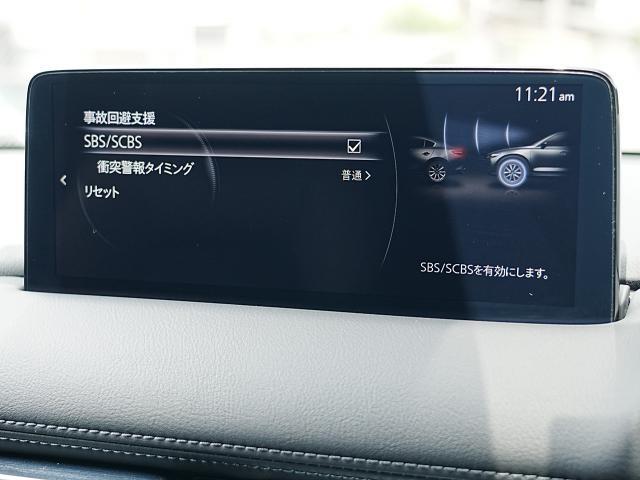 11:21 am
事故回避支援
SBS/SCBS
衝突警報タイミング 普通
リセット
SBS/SCBSを有効にします。